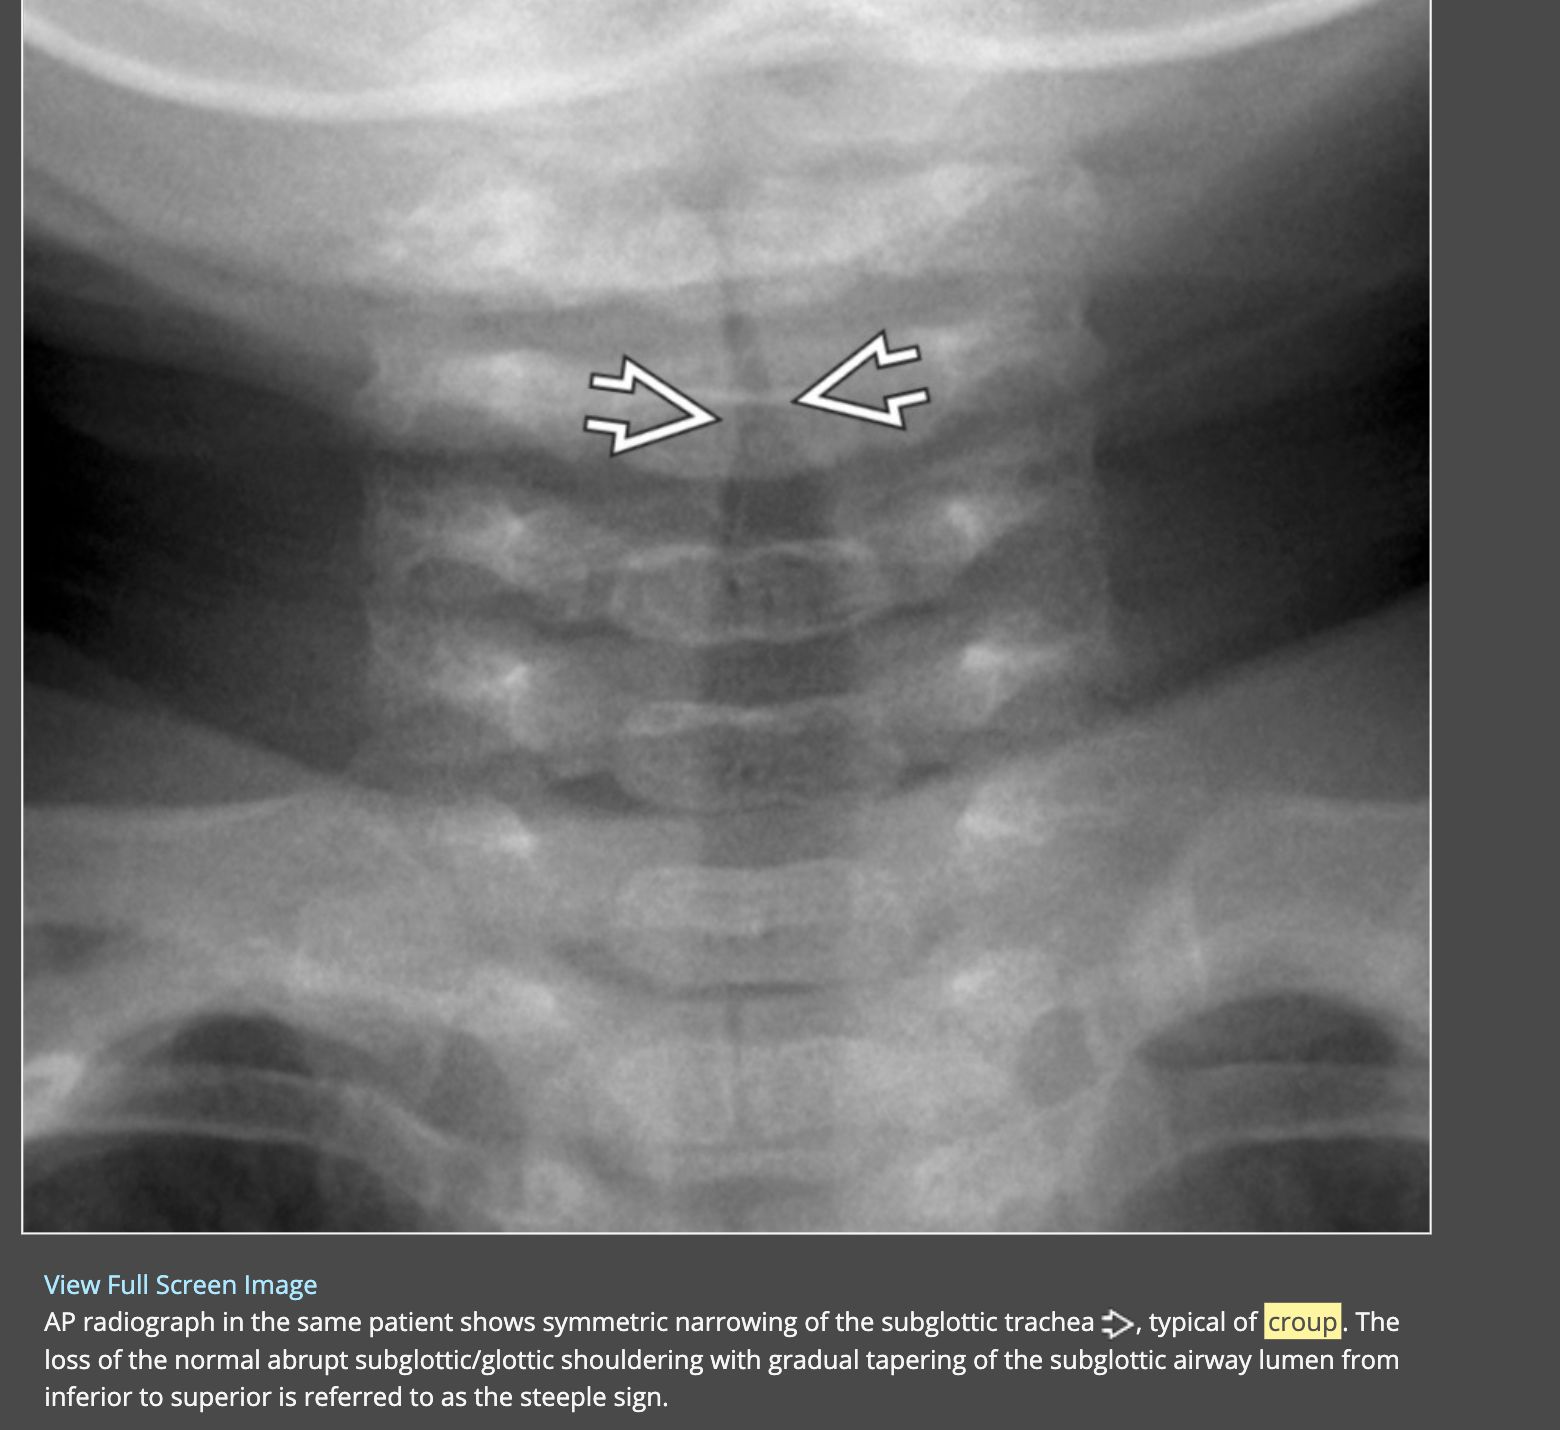 View Full Screen Image
AP radiograph in the same patient shows symmetric narrowing of the subglottic trachea , typical of croup. The
loss of the normal abrupt subglottic/glottic shouldering with gradual tapering of the subglottic airway lumen from
inferior to superior is referred to as the steeple sign.